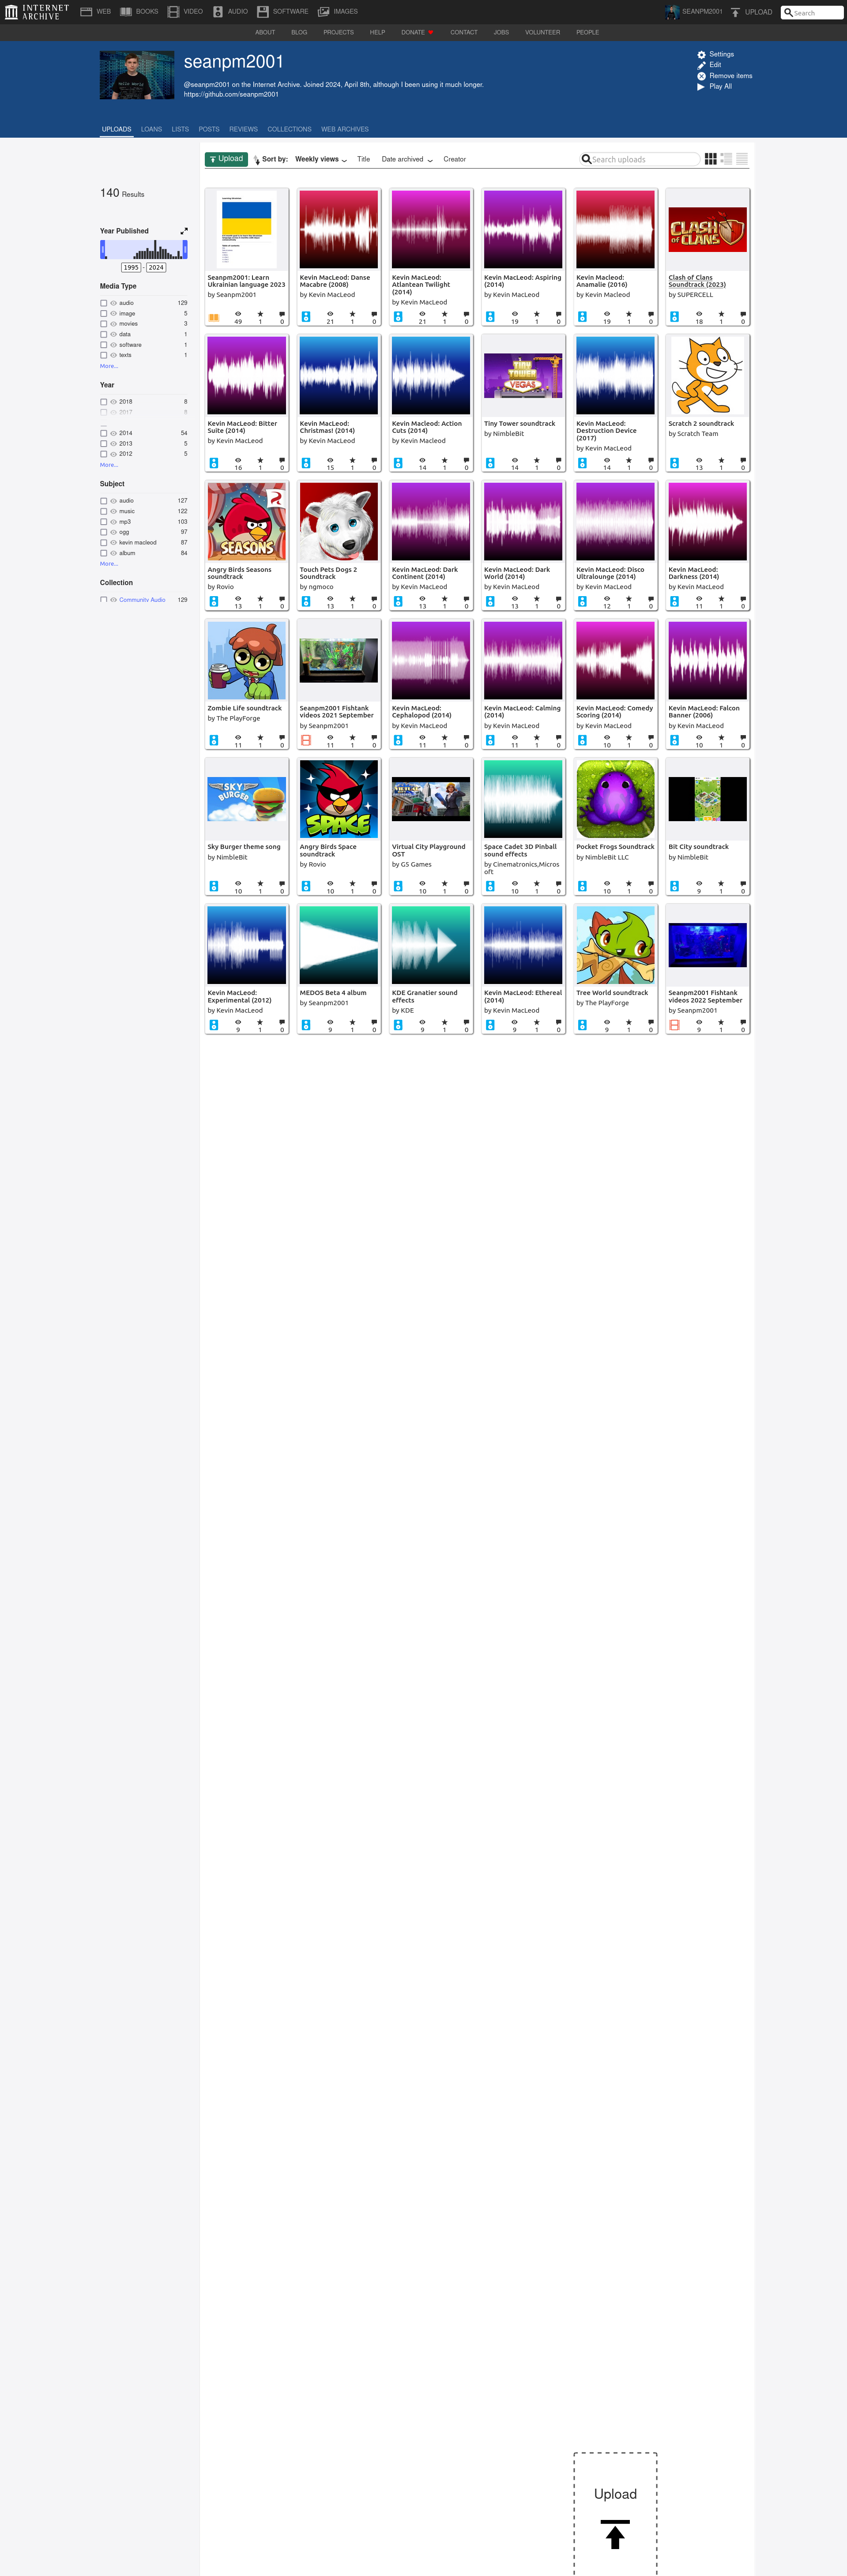 INTERNET
ARCHIVE
WEB BOOKS VIDEO AUDIO SOFTWARE IMAGES
SEANPM2001 UPLOAD Search
ABOUT BLOG PROJECTS HELP DONATE CONTACT JOBS VOLUNTEER PEOPLE
seanpm2001
@seanpm2001 on the Internet Archive. Joined 2024, April 8th, although I been using it much longer.
https://github.com/seanpm2001
Settings
Edit
Remove items
Play All
UPLOADS LOANS LISTS POSTS REVIEWS COLLECTIONS WEB ARCHIVES
Upload Sort by: Weekly views Title Date archived Creator Search uploads
140 Results
Year Published
1995 - 2024
Media Type
audio 129
image 5
movies 3
data 1
software 1
texts 1
More...
Year
2018 8
2017 8
2014 54
2013 5
2012 5
More...
Subject
audio 127
music 122
mp3 103
ogg 97
kevin macleod 87
album 84
More...
Collection
Community Audio 129
Seanpm2001: Learn
Ukrainian language 2023
by Seanpm2001
49 1 0
Kevin MacLeod: Danse
Macabre (2008)
by Kevin MacLeod
21 1 0
Kevin MacLeod:
Atlantean Twilight
(2014)
by Kevin MacLeod
21 1 0
Kevin MacLeod: Aspiring
(2014)
by Kevin MacLeod
19 1 0
Kevin Macleod:
Anamalie (2016)
by Kevin Macleod
19 1 0
CLASH
OF CLANS
Clash of Clans
Soundtrack (2023)
by SUPERCELL
18 1 0
Kevin MacLeod: Bitter
Suite (2014)
by Kevin MacLeod
16 1 0
Kevin MacLeod:
Christmas! (2014)
by Kevin MacLeod
15 1 0
Kevin Macleod: Action
Cuts (2014)
by Kevin Macleod
14 1 0
TINY
TOWER
VEGAS
Tiny Tower soundtrack
by NimbleBit
14 1 0
Kevin MacLeod:
Destruction Device
(2017)
by Kevin MacLeod
14 1 0
Scratch 2 soundtrack
by Scratch Team
13 1 0
SEASONS
Angry Birds Seasons
soundtrack
by Rovio
13 1 0
Touch Pets Dogs 2
Soundtrack
by ngmoco
13 1 0
Kevin MacLeod: Dark
Continent (2014)
by Kevin MacLeod
13 1 0
Kevin MacLeod: Dark
World (2014)
by Kevin MacLeod
13 1 0
Kevin MacLeod: Disco
Ultralounge (2014)
by Kevin MacLeod
12 1 0
Kevin MacLeod:
Darkness (2014)
by Kevin MacLeod
11 1 0
Zombie Life soundtrack
by The PlayForge
11 1 0
Seanpm2001 Fishtank
videos 2021 September
by Seanpm2001
11 1 0
Kevin MacLeod:
Cephalopod (2014)
by Kevin MacLeod
11 1 0
Kevin MacLeod: Calming
(2014)
by Kevin MacLeod
11 1 0
Kevin MacLeod: Comedy
Scoring (2014)
by Kevin MacLeod
10 1 0
Kevin MacLeod: Falcon
Banner (2006)
by Kevin MacLeod
10 1 0
SKY
BURGER
Sky Burger theme song
by NimbleBit
10 1 0
SPACE
Angry Birds Space
soundtrack
by Rovio
10 1 0
Virtual City Playground
OST
by G5 Games
10 1 0
Space Cadet 3D Pinball
sound effects
by Cinematronics,Micros
oft
10 1 0
Pocket Frogs Soundtrack
by NimbleBit LLC
10 1 0
Bit City soundtrack
by NimbleBit
9 1 0
Kevin MacLeod:
Experimental (2012)
by Kevin MacLeod
9 1 0
MEDOS Beta 4 album
by Seanpm2001
9 1 0
KDE Granatier sound
effects
by KDE
9 1 0
Kevin MacLeod: Ethereal
(2014)
by Kevin MacLeod
9 1 0
Tree World soundtrack
by The PlayForge
9 1 0
Seanpm2001 Fishtank
videos 2022 September
by Seanpm2001
9 1 0
Upload